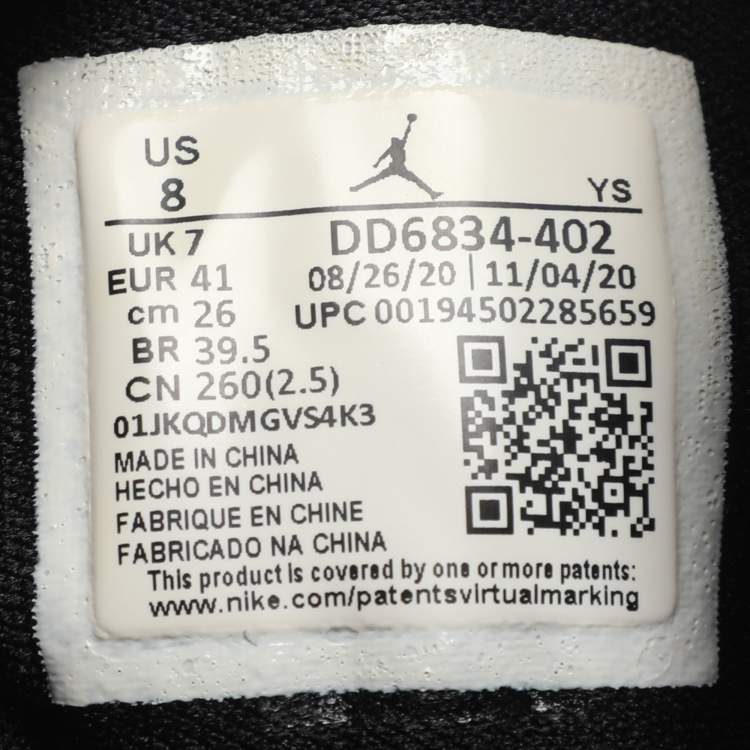 US
8
YS
UK 7
DD6834-402
EUR 41
08/26/20 | 11/04/20
cm 26
UPC 00194502285659
BR 39.5
CN 260(2.5)
01JKQDMGVS4K3
MADE IN CHINA
HECHO EN CHINA
FABRIQUE EN CHINE
FABRICADO NA CHINA
This product is covered by one or more patents:
www.nike.com/patentsvirtualmarking